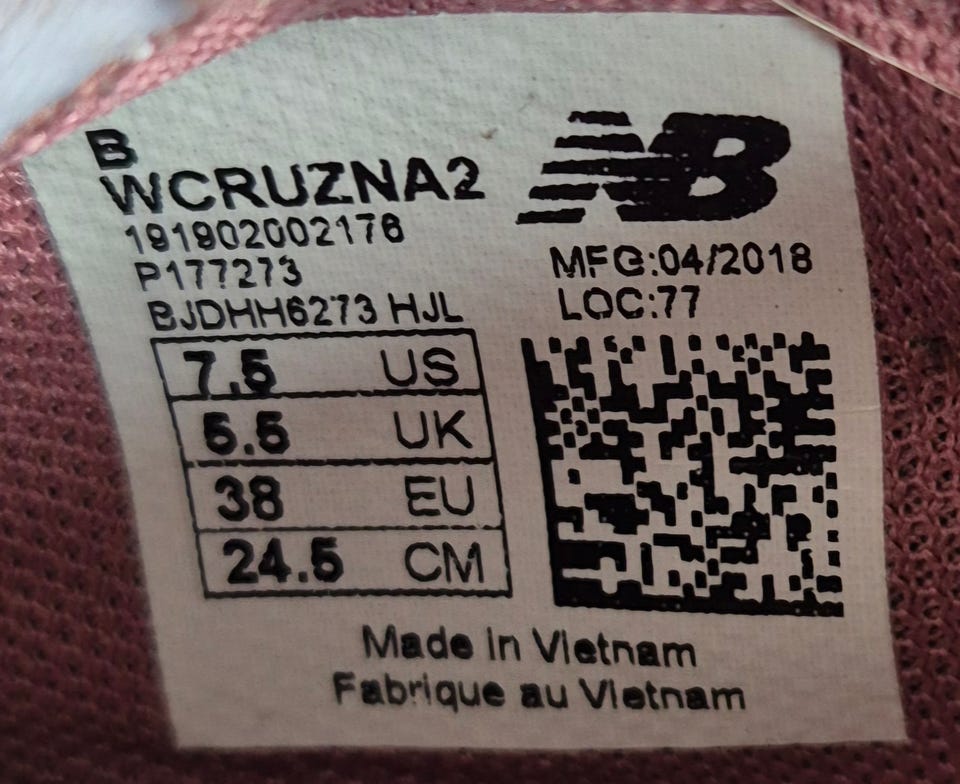 B
WCRUZNA2
191902002176
P177273
BJDHH6273 HJL
NB
MFG:04/2018
LOC:77
7.5 US
5.5 UK
38 EU
24.5 CM
Made in Vietnam
Fabrique au Vietnam